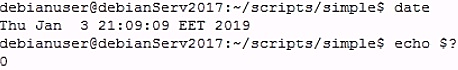 debianuser@debianServ2017:~/scripts/simple$ date
Thu Jan  3 21:09:09 EET 2019
debianuser@debianServ2017:~/scripts/simple$ echo $?
0